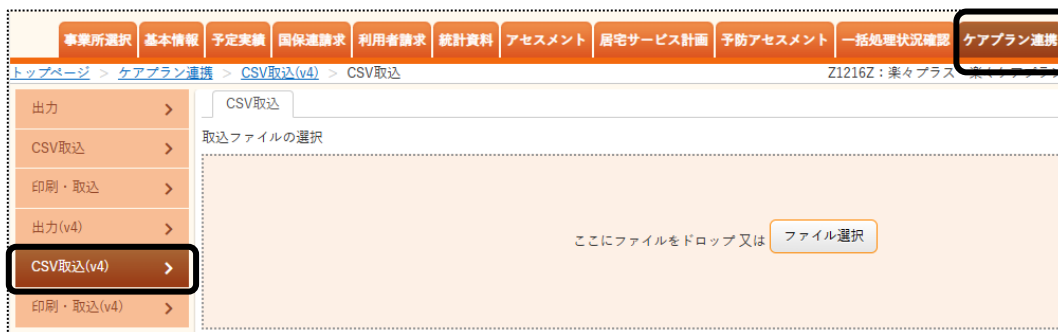 事業所選択 基本情報 予定実績 国保連請求 利用者請求 統計資料 アセスメント 居宅サービス計画 予防アセスメント 一括処理状況確認 ケアプラン連携
トップページ > ケアプラン連携 > CSV取込(v4) > CSV取込 Z1216Z：楽々プラス 楽々ケアプラン
出力
CSV取込
印刷・取込
出力(v4)
CSV取込(v4)
印刷・取込(v4)
CSV取込
取込ファイルの選択
ここにファイルをドロップ 又は ファイル選択